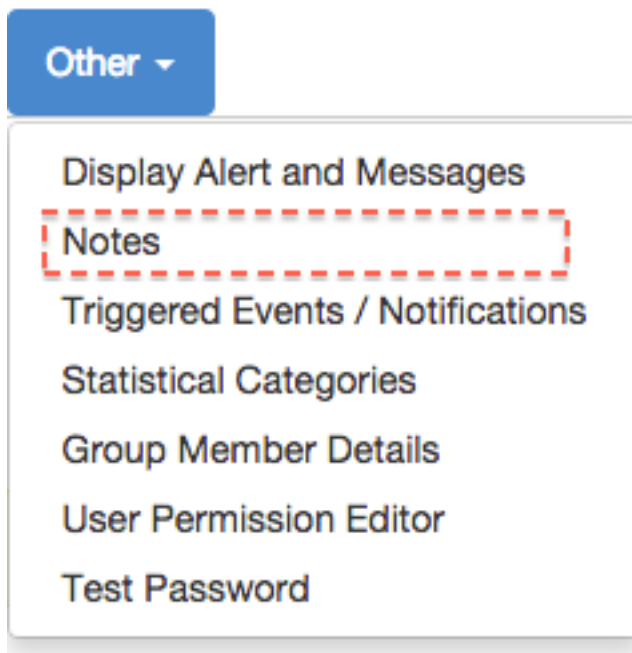 Other
Display Alert and Messages
Notes
Triggered Events / Notifications
Statistical Categories
Group Member Details
User Permission Editor
Test Password